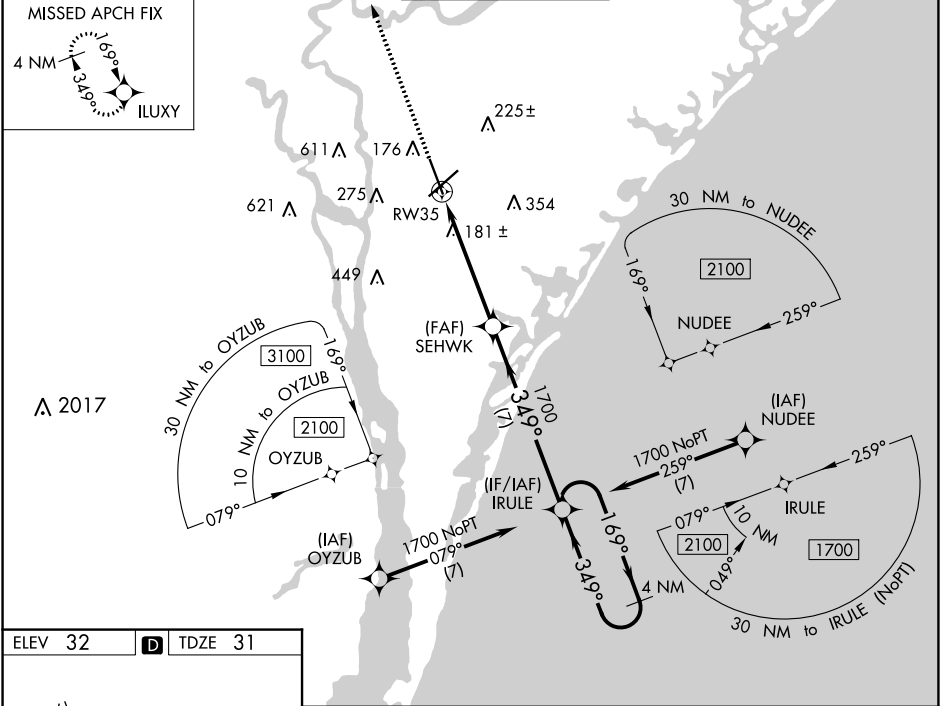 MISSED APCH FIX
4 NM
169°
349°
ILUXY
225±
611
176
275
RW35
354
621
181 ±
449
30 NM to NUDEE
2100
169°
259°
NUDEE
(FAF)
SEHWK
30 NM to OYZUB
3100
169°
10 NM to OYZUB
2100
OYZUB
079°
2017
1700
349°
(7)
(IAF)
NUDEE
1700 NoPT
259°
(7)
(IF/IAF)
IRULE
259°
IRULE
079°
10 NM
2100
1700
049°
30 NM to IRULE (NoPT)
(IAF)
OYZUB
1700 NoPT
079°
(7)
169°
349°
4 NM
ELEV 32
D
TDZE 31